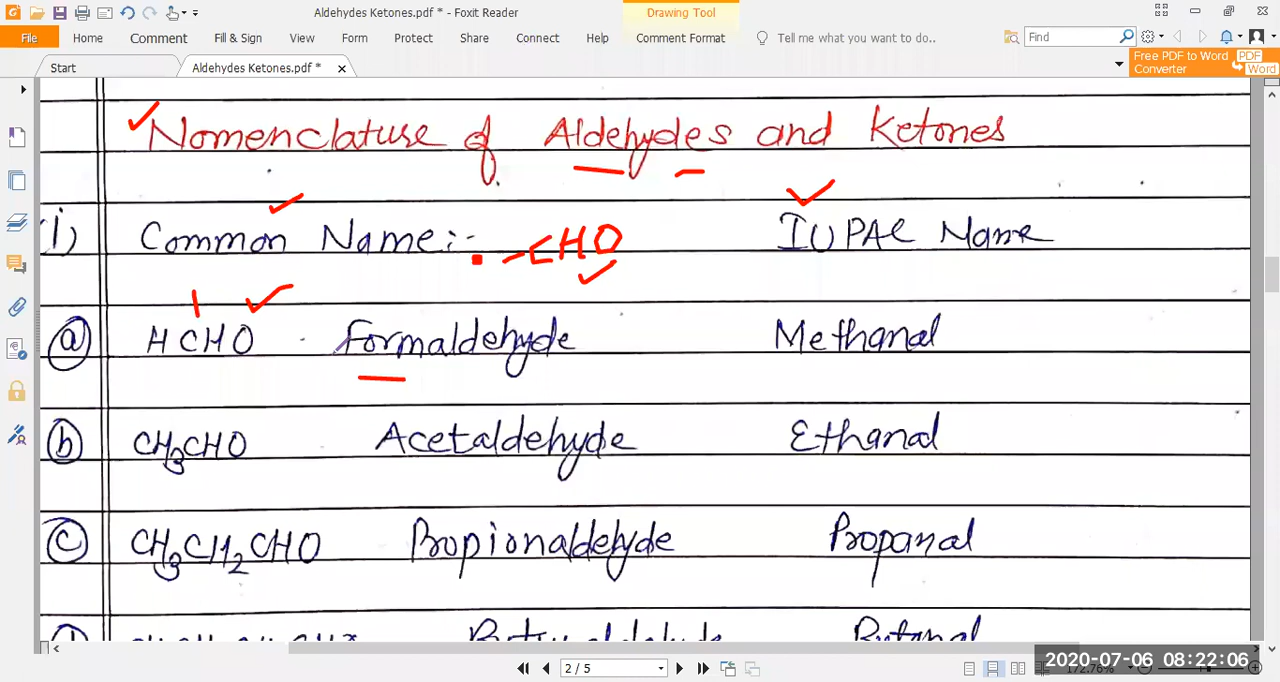 Aldehydes Ketones.pdf * - Foxit Reader
Drawing Tool
File Home Comment Fill & Sign View Form Protect Share Connect Help Comment Format Tell me what you want to do.. Find
Start Aldehydes Ketones.pdf * Free PDF to Word Converter PDF Word
Nomenclature of Aldehydes and Ketones
(i) Common Name:- -CHO IUPAC Name
(a) HCHO Formaldehyde Methanal
(b) CH3CHO Acetaldehyde Ethanal
(c) CH3CH2CHO Propionaldehyde Propanal
Butanal
2 / 5
2020-07-06 08:22:06